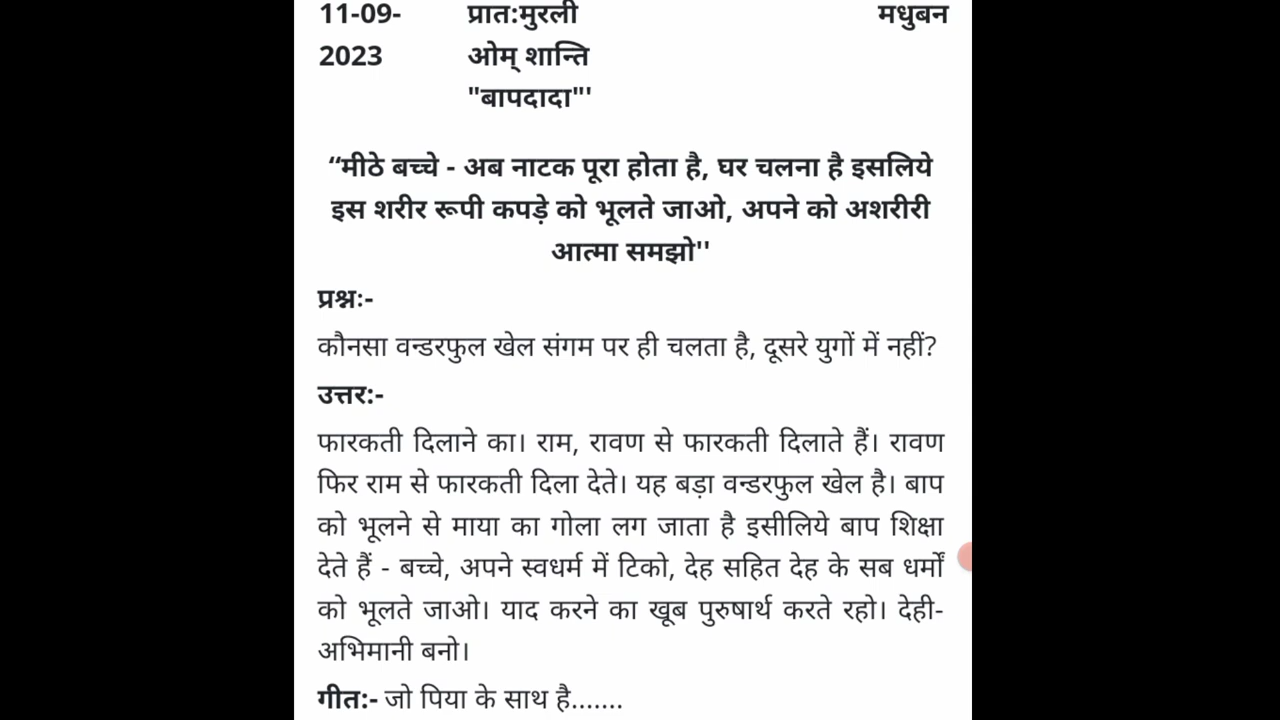 11-09- प्रात:मुरली मधुबन
2023 ओम् शान्ति
"बापदादा"'
“मीठे बच्चे - अब नाटक पूरा होता है, घर चलना है इसलिये
इस शरीर रूपी कपड़े को भूलते जाओ, अपने को अशरीरी
आत्मा समझो''
प्रश्नः-
कौनसा वन्डरफुल खेल संगम पर ही चलता है, दूसरे युगों में नहीं?
उत्तर:-
फारकती दिलाने का। राम, रावण से फारकती दिलाते हैं। रावण
फिर राम से फारकती दिला देते। यह बड़ा वन्डरफुल खेल है। बाप
को भूलने से माया का गोला लग जाता है इसीलिये बाप शिक्षा
देते हैं - बच्चे, अपने स्वधर्म में टिको, देह सहित देह के सब धर्मों
को भूलते जाओ। याद करने का खूब पुरुषार्थ करते रहो। देही-
अभिमानी बनो।
गीत:- जो पिया के साथ है.......